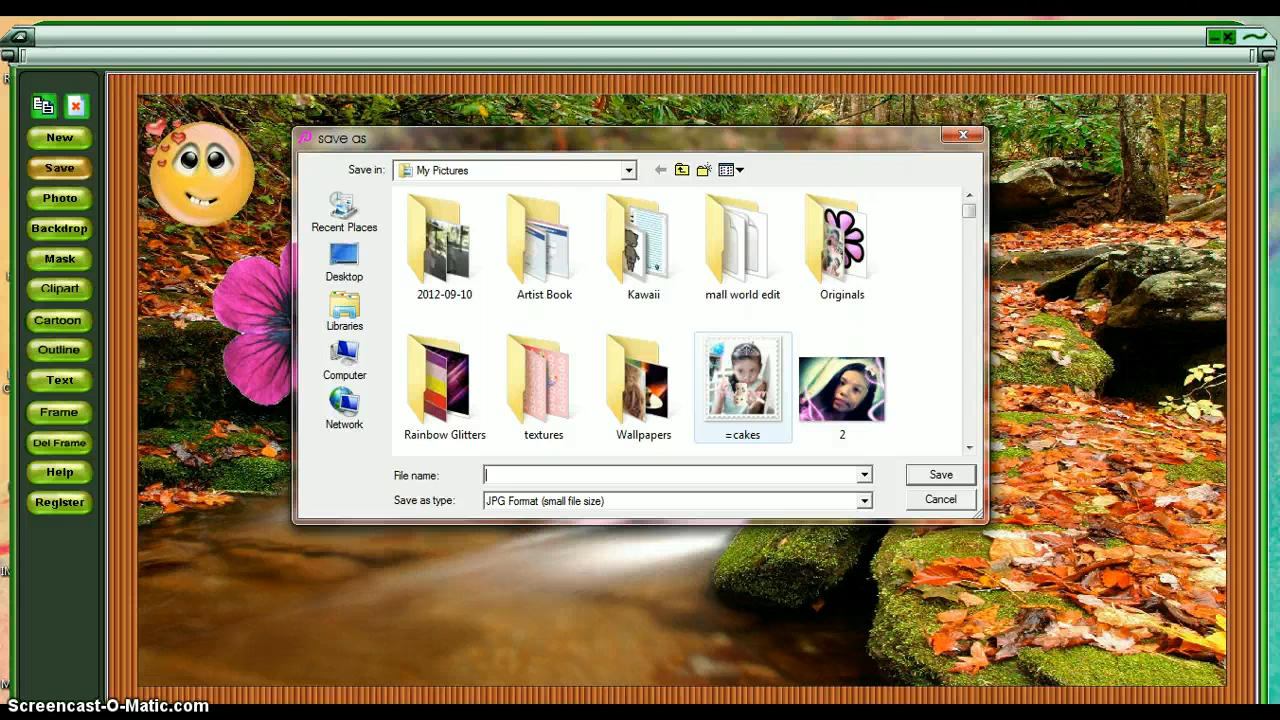 New
Save
Photo
Backdrop
Mask
Clipart
Cartoon
Outline
Text
Frame
Del Frame
Help
Register
save as
Save in:
My Pictures
Recent Places
Desktop
Libraries
Computer
Network
2012-09-10
Artist Book
Kawaii
mall world edit
Originals
Rainbow Glitters
textures
Wallpapers
=cakes
2
File name:
Save
Save as type:
JPG Format (small file size)
Cancel
Screencast-O-Matic.com